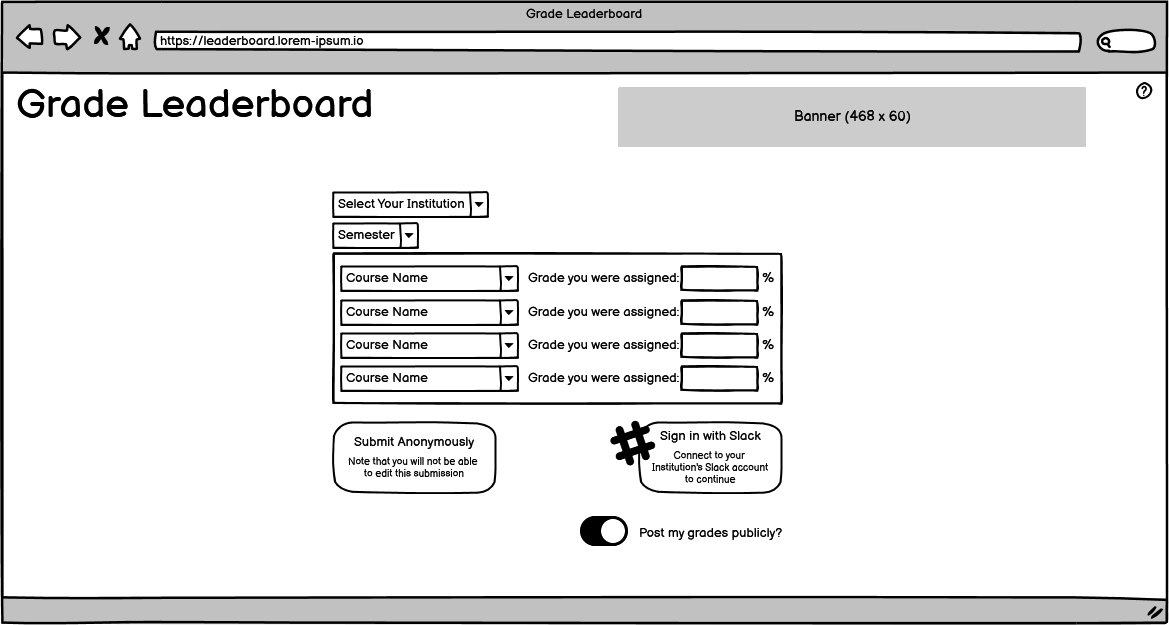 Grade Leaderboard
https://leaderboard.lorem-ipsum.io
Grade Leaderboard
Banner (468 x 60)
?
Select Your Institution
Semester
Course Name Grade you were assigned: %
Course Name Grade you were assigned: %
Course Name Grade you were assigned: %
Course Name Grade you were assigned: %
Submit Anonymously
Note that you will not be able
to edit this submission
Sign in with Slack
Connect to your
Institution's Slack account
to continue
Post my grades publicly?